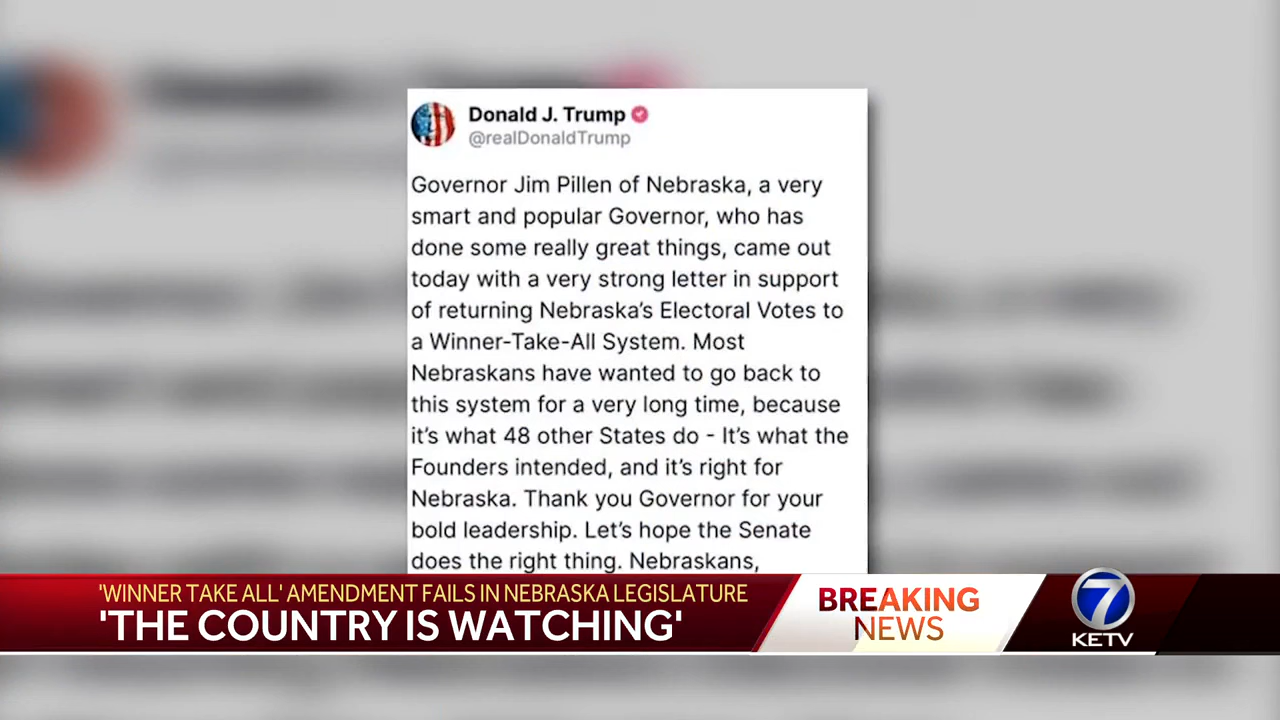 Donald J. Trump
@realDonaldTrump
Governor Jim Pillen of Nebraska, a very
smart and popular Governor, who has
done some really great things, came out
today with a very strong letter in support
of returning Nebraska's Electoral Votes to
a Winner-Take-All System. Most
Nebraskans have wanted to go back to
this system for a very long time, because
it's what 48 other States do - It's what the
Founders intended, and it's right for
Nebraska. Thank you Governor for your
bold leadership. Let's hope the Senate
does the right thing. Nebraskans,
'WINNER TAKE ALL' AMENDMENT FAILS IN NEBRASKA LEGISLATURE
'THE COUNTRY IS WATCHING'
BREAKING
NEWS
7
KETV